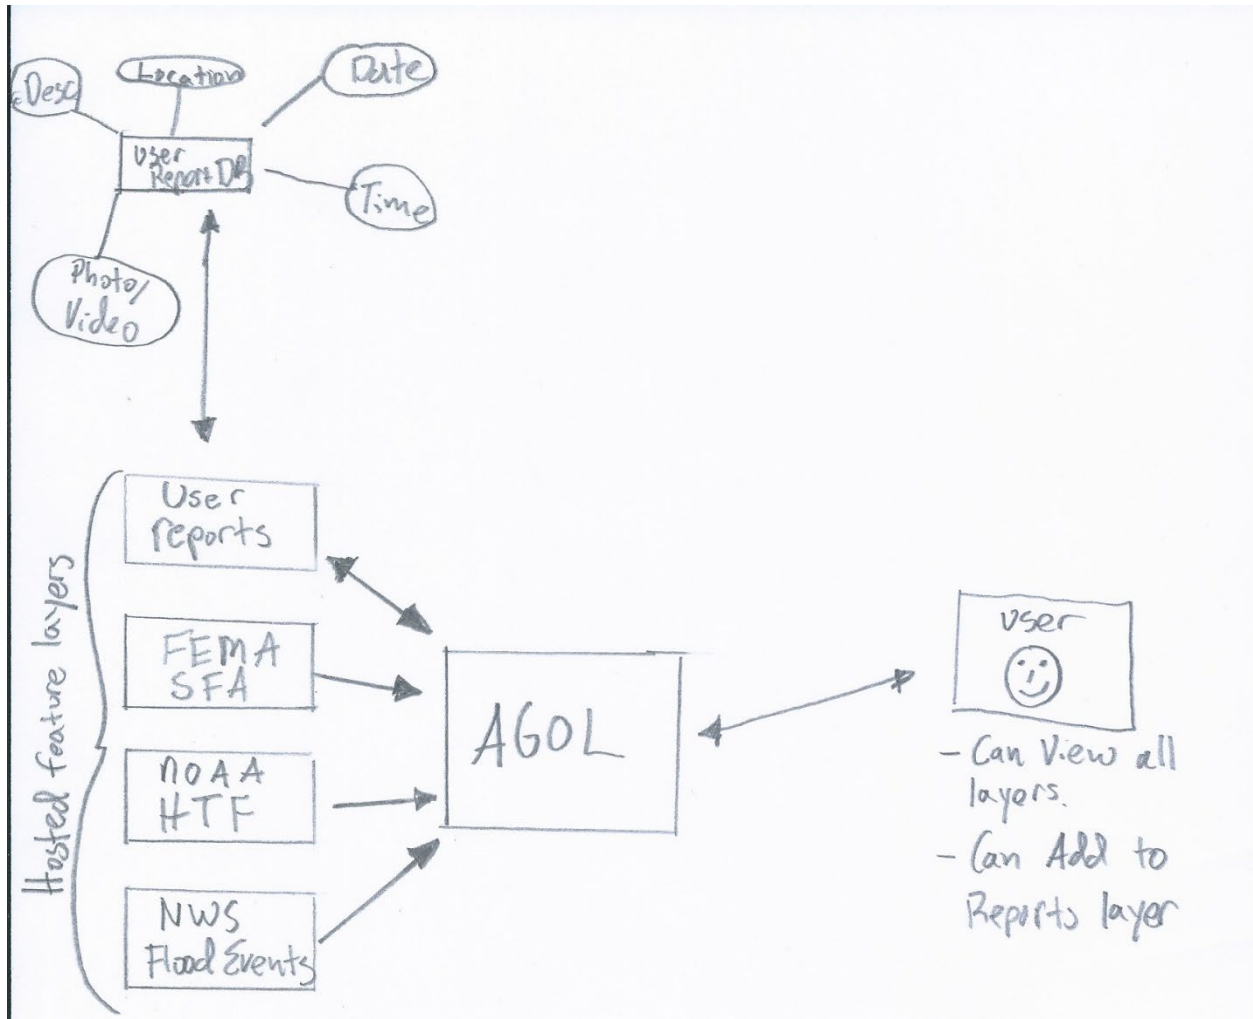 Desc
Location
Date
User
Report DB
Time
Photo/
Video
Hosted feature layers
User
reports
FEMA
SFA
NOAA
HTF
NWS
Flood Events
AGOL
User
- Can View all
layers.
- Can Add to
Reports layer